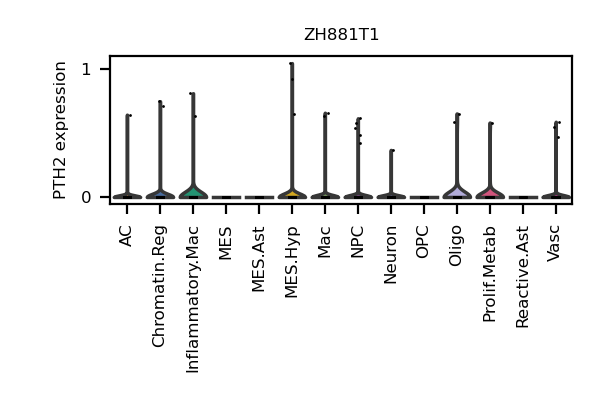 ZH881T1
PTH2 expression
1
0
AC
Chromatin.Reg
Inflammatory.Mac
MES
MES.Ast
MES.Hyp
Mac
NPC
Neuron
OPC
Oligo
Prolif.Metab
Reactive.Ast
Vasc